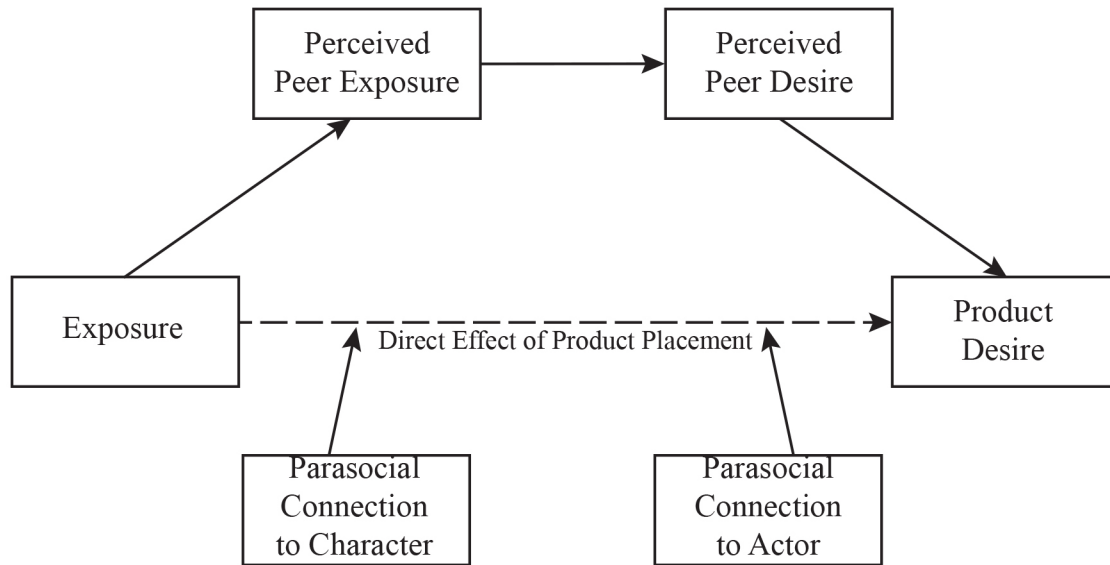 Perceived
Peer Exposure
Perceived
Peer Desire
Exposure
Direct Effect of Product Placement
Product
Desire
Parasocial
Connection
to Character
Parasocial
Connection
to Actor